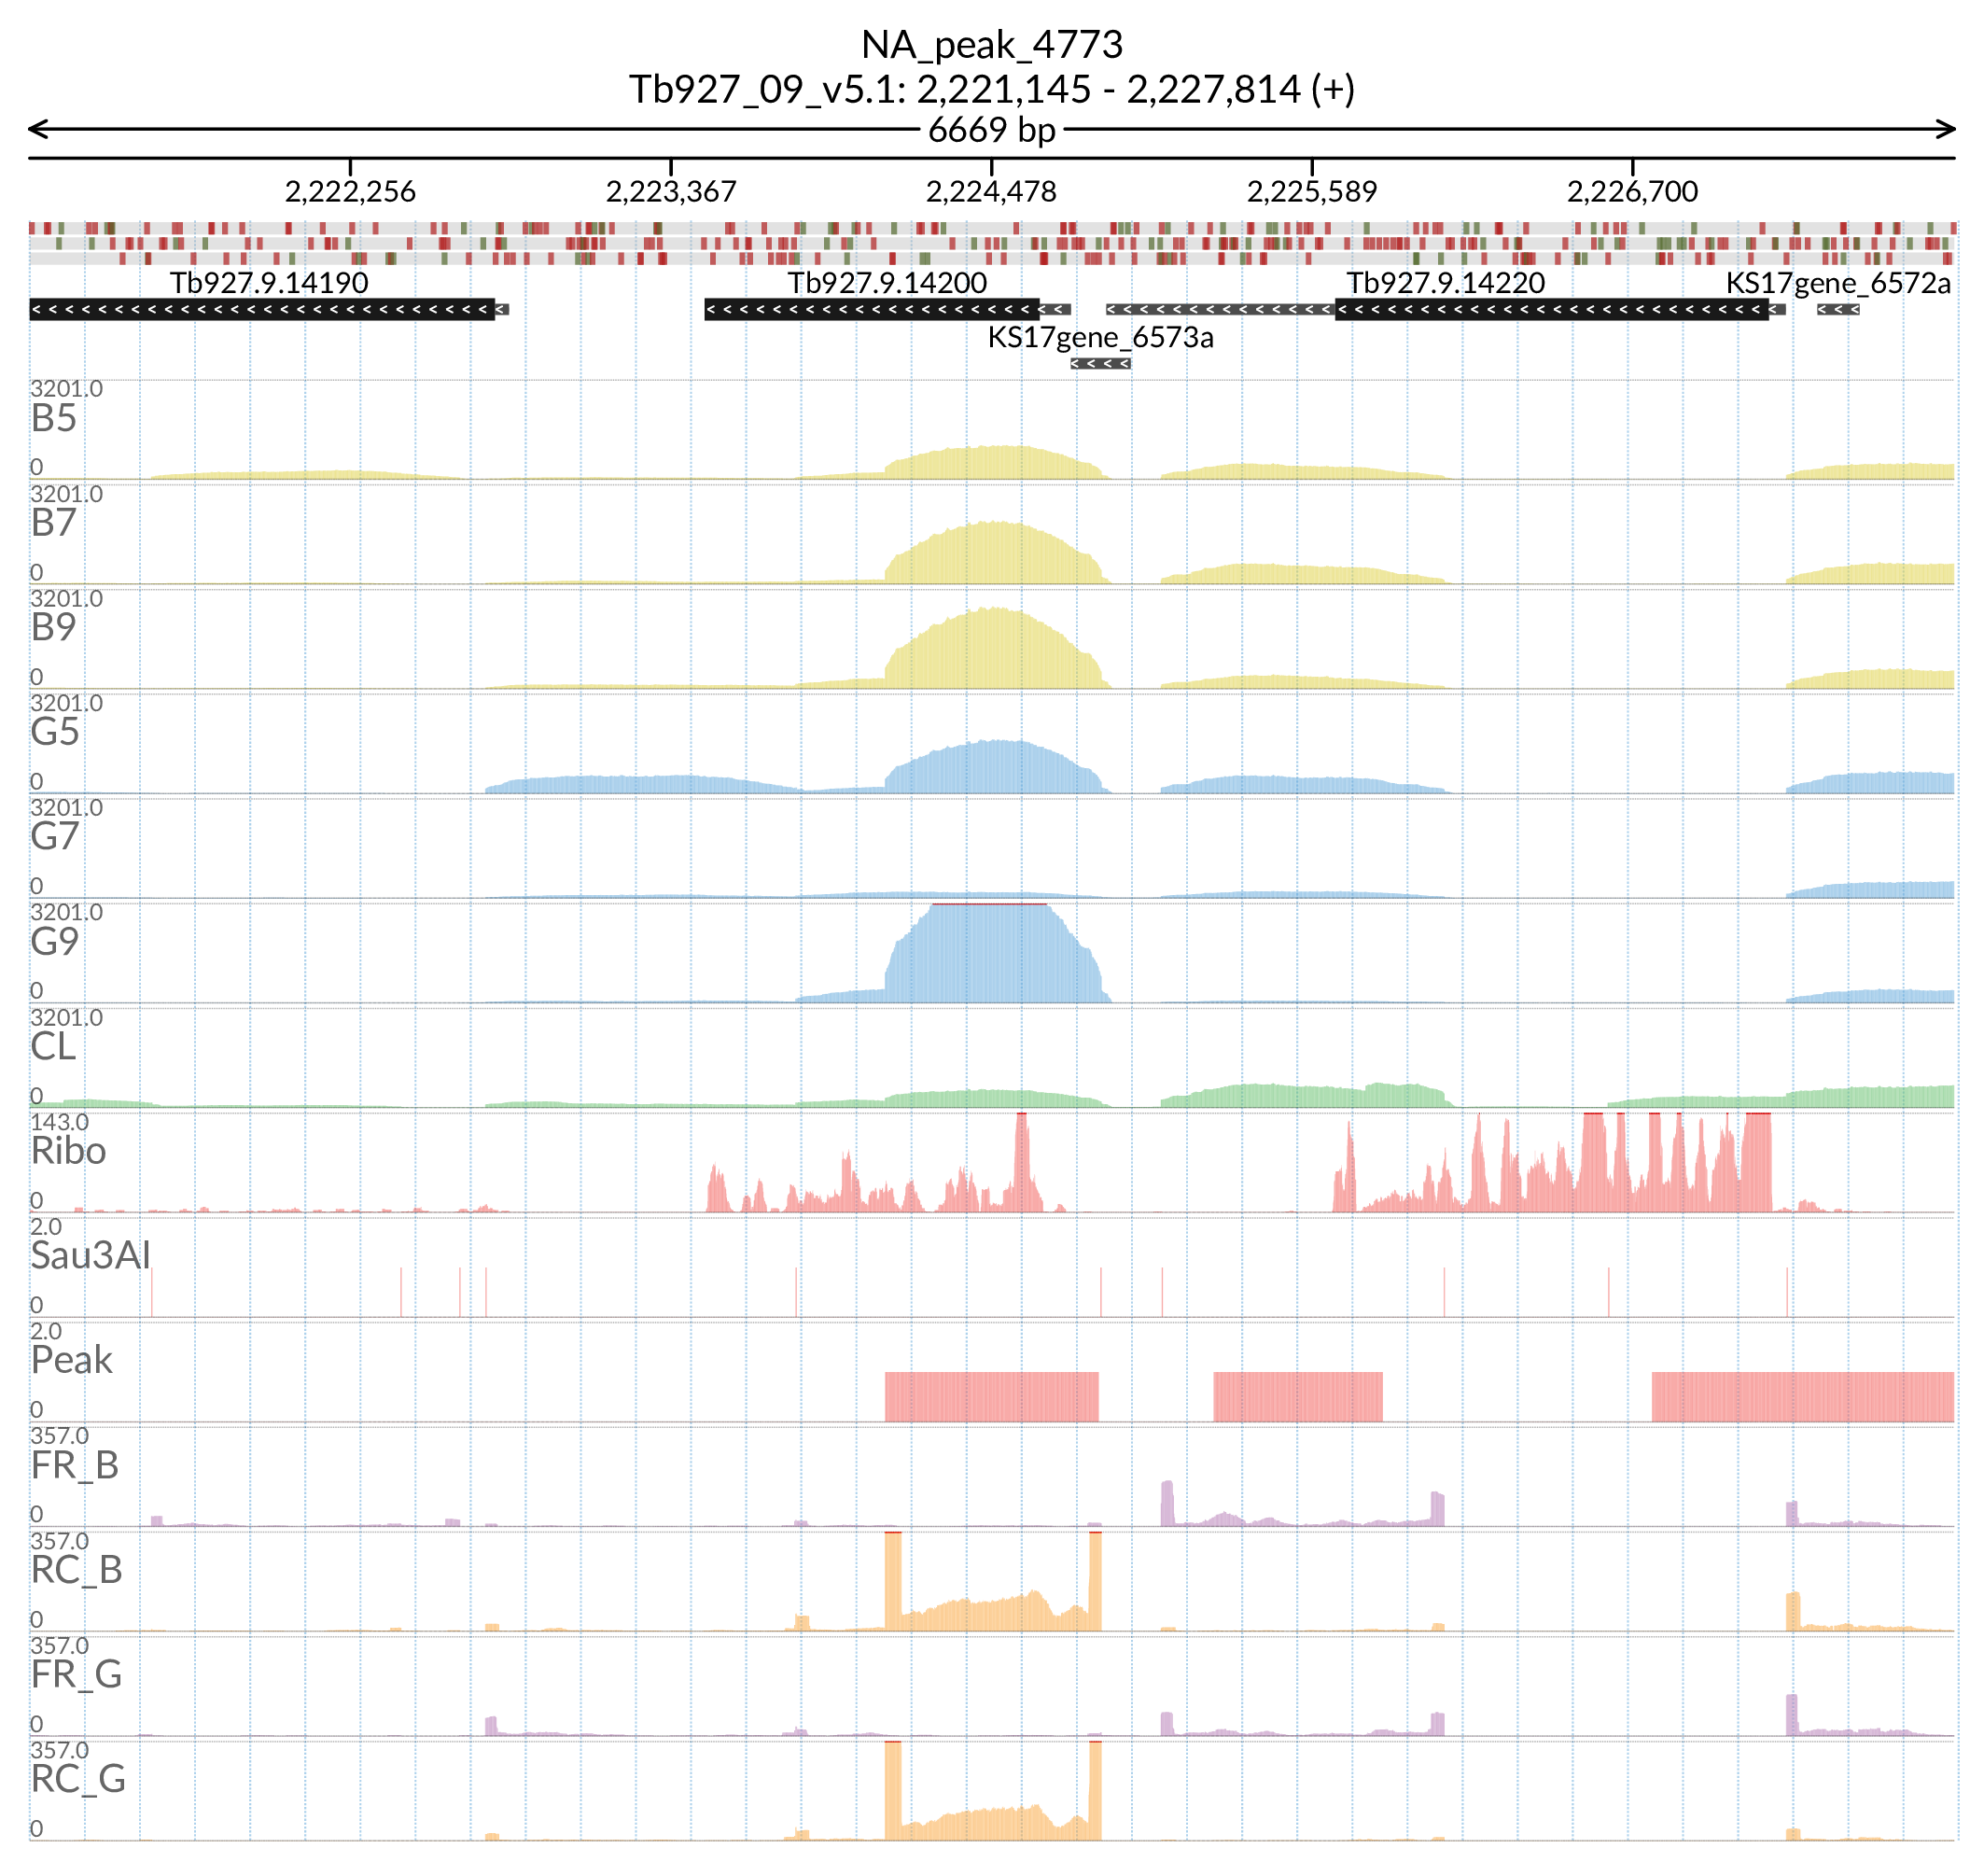 NA_peak_4773
Tb927_09_v5.1: 2,221,145 - 2,227,814 (+)
6669 bp
2,222,256 2,223,367 2,224,478 2,225,589 2,226,700
Tb927.9.14190 Tb927.9.14200 Tb927.9.14220 KS17gene_6572a
KS17gene_6573a
3201.0
B5
0
3201.0
B7
0
3201.0
B9
0
3201.0
G5
0
3201.0
G7
0
3201.0
G9
0
3201.0
CL
0
143.0
Ribo
0
2.0
Sau3AI
0
2.0
Peak
0
357.0
FR_B
0
357.0
RC_B
0
357.0
FR_G
0
357.0
RC_G
0